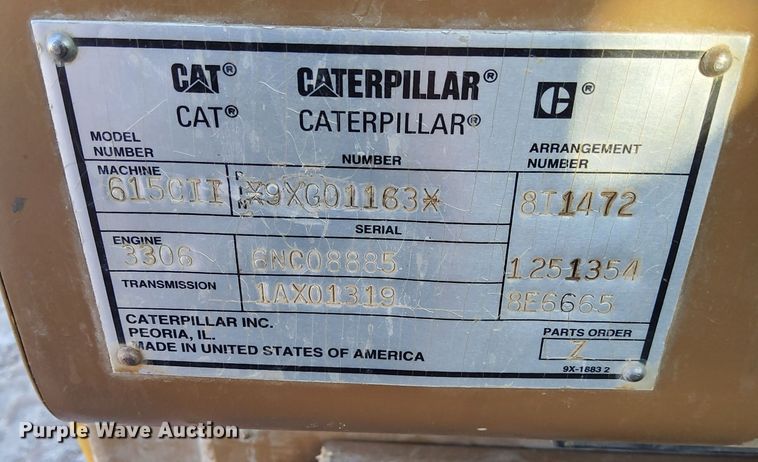 CAT® CATERPILLAR® ®
CAT® CATERPILLAR®
MODEL NUMBER NUMBER ARRANGEMENT NUMBER
MACHINE
615CII *9XG01163* 8I1472
SERIAL
ENGINE
3306 6NC08885 1251354
TRANSMISSION 1AX01319 8E6665
CATERPILLAR INC.
PEORIA, IL.
MADE IN UNITED STATES OF AMERICA
PARTS ORDER
Z
9X-1883 2
Purple Wave Auction